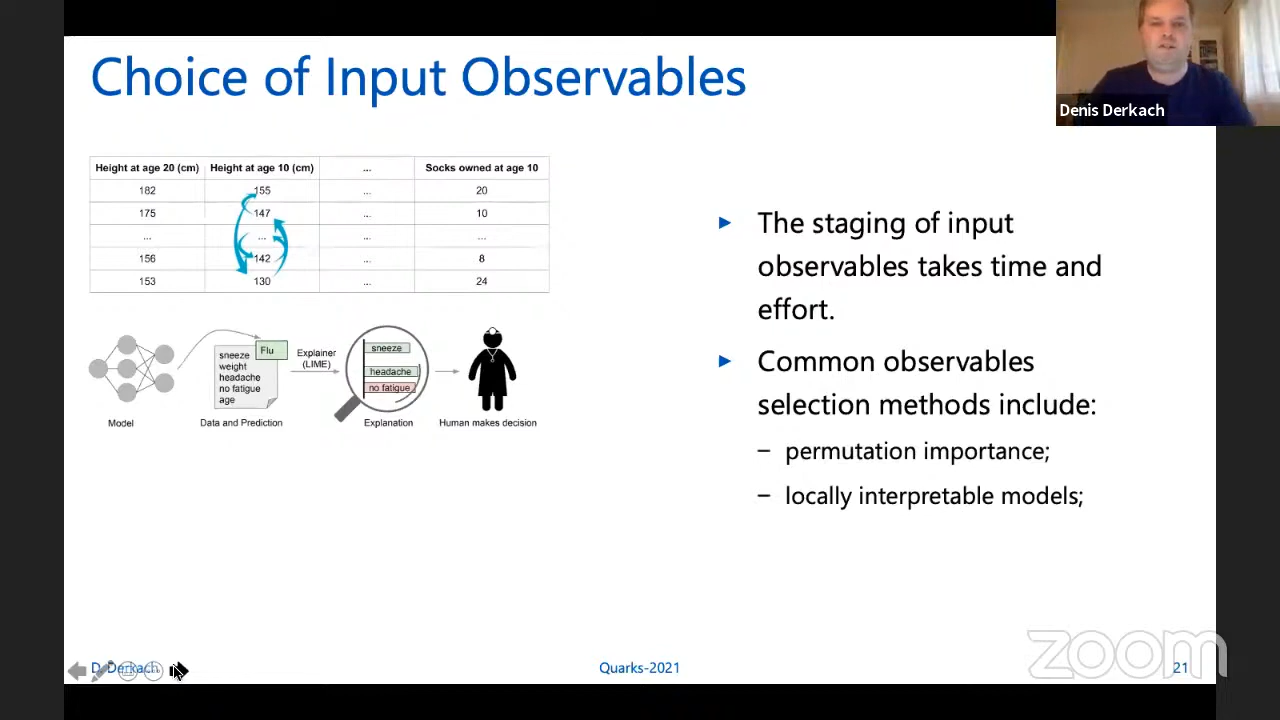 Choice of Input Observables
Denis Derkach
Height at age 20 (cm) Height at age 10 (cm) ... Socks owned at age 10
182 155 ... 20
175 147 ... 10
... ... ... ...
156 142 ... 8
153 130 ... 24
► The staging of input
observables takes time and
effort.
► Common observables
selection methods include:
– permutation importance;
– locally interpretable models;
Flu
sneeze
weight
headache
no fatigue
age
Explainer
(LIME)
sneeze
headache
no fatigue
Model Data and Prediction Explanation Human makes decision
zoom
D. Derkach Quarks-2021 21